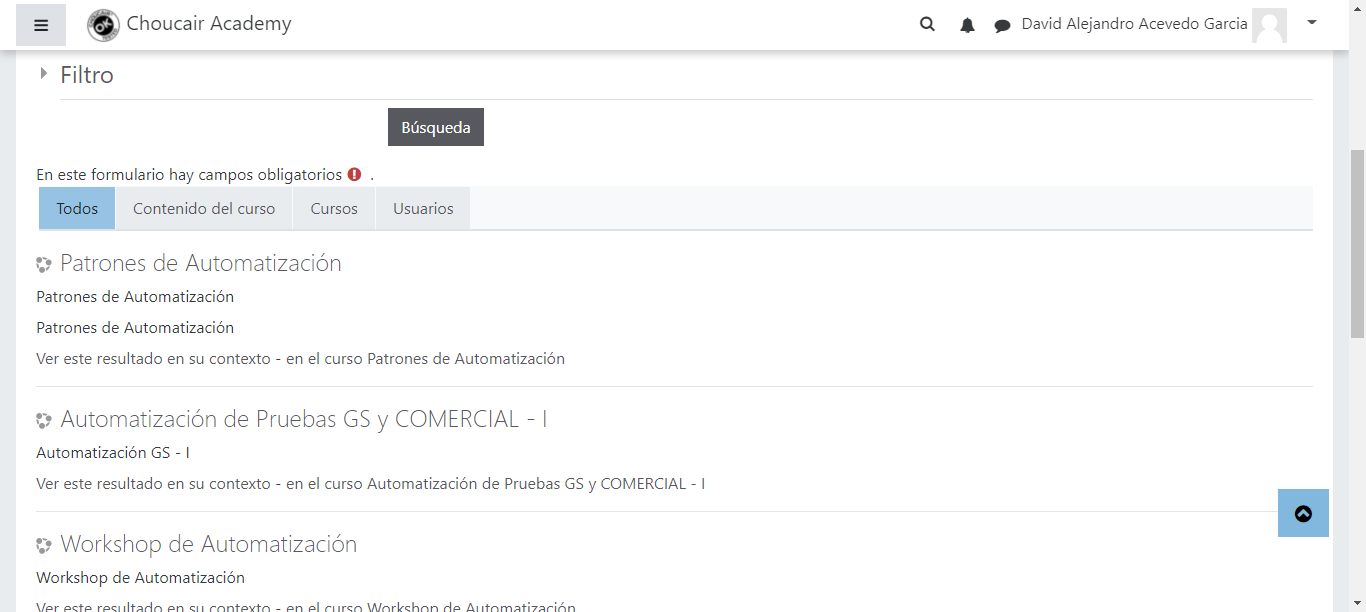 Choucair Academy
David Alejandro Acevedo Garcia
Filtro
Búsqueda
En este formulario hay campos obligatorios .
Todos
Contenido del curso
Cursos
Usuarios
Patrones de Automatización
Patrones de Automatización
Patrones de Automatización
Ver este resultado en su contexto - en el curso Patrones de Automatización
Automatización de Pruebas GS y COMERCIAL - I
Automatización GS - I
Ver este resultado en su contexto - en el curso Automatización de Pruebas GS y COMERCIAL - I
Workshop de Automatización
Workshop de Automatización
Ver este resultado en su contexto - en el curso Workshop de Automatización